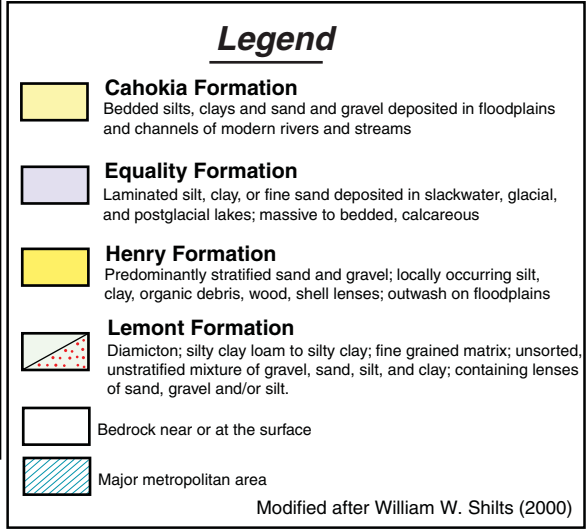 Legend
Cahokia Formation
Bedded silts, clays and sand and gravel deposited in floodplains
and channels of modern rivers and streams
Equality Formation
Laminated silt, clay, or fine sand deposited in slackwater, glacial,
and postglacial lakes; massive to bedded, calcareous
Henry Formation
Predominantly stratified sand and gravel; locally occurring silt,
clay, organic debris, wood, shell lenses; outwash on floodplains
Lemont Formation
Diamicton; silty clay loam to silty clay; fine grained matrix; unsorted,
unstratified mixture of gravel, sand, silt, and clay; containing lenses
of sand, gravel and/or silt.
Bedrock near or at the surface
Major metropolitan area
Modified after William W. Shilts (2000)